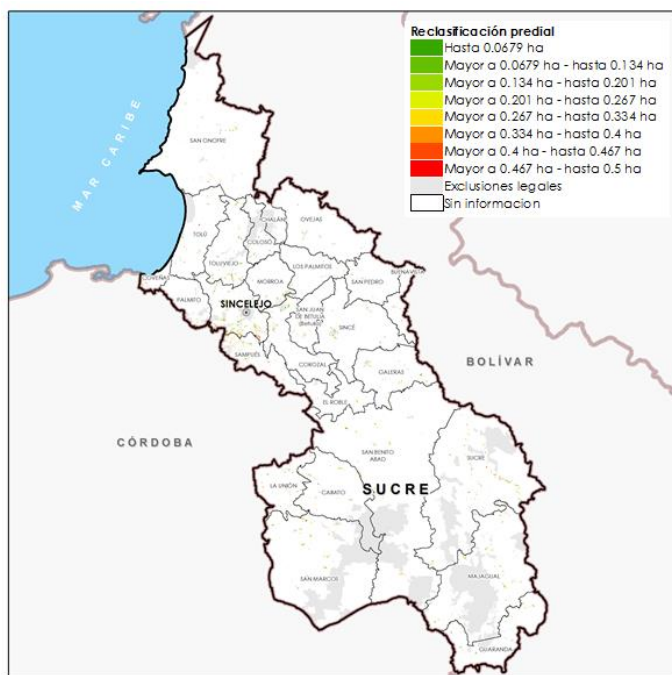 Reclasificación predial
Hasta 0.0679 ha
Mayor a 0.0679 ha - hasta 0.134 ha
Mayor a 0.134 ha - hasta 0.201 ha
Mayor a 0.201 ha - hasta 0.267 ha
Mayor a 0.267 ha - hasta 0.334 ha
Mayor a 0.334 ha - hasta 0.4 ha
Mayor a 0.4 ha - hasta 0.467 ha
Mayor a 0.467 ha - hasta 0.5 ha
Exclusiones legales
Sin informacion
MAR CARIBE
SAN ONOFRE
CHALÁN
OVEJAS
TOLÚ
COLOSÓ
TOLUVIEJO
LOS PALMITOS
BUENAVISTA
COVEÑAS
MORROA
SAN PEDRO
PALMITO
SINCELEJO
SAN JUAN
DE BETULIA
(Betulia)
SINCÉ
SAMPUÉS
COROZAL
GALERAS
BOLÍVAR
EL ROBLE
CÓRDOBA
SAN BENITO
ABAD
SUCRE
LA UNIÓN
CAIMITO
SUCRE
SAN MARCOS
MAJAGUAL
GUARANDA